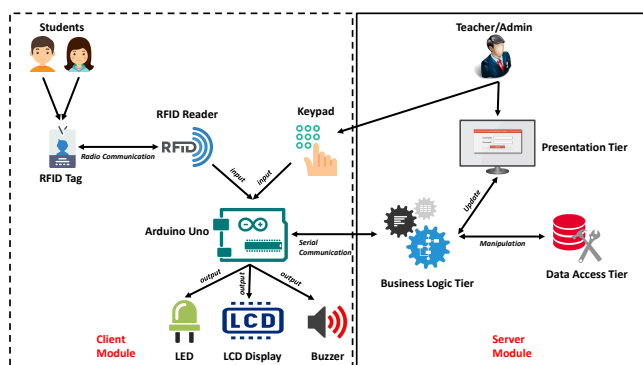 Students
Teacher/Admin
RFID Reader
Keypad
RFID
Radio Communication
RFID Tag
Presentation Tier
input
input
Update
Arduino Uno
Serial
Communication
Manipulation
Business Logic Tier
Data Access Tier
output
output
output
LCD
Client
Module
LED
LCD Display
Buzzer
Server
Module